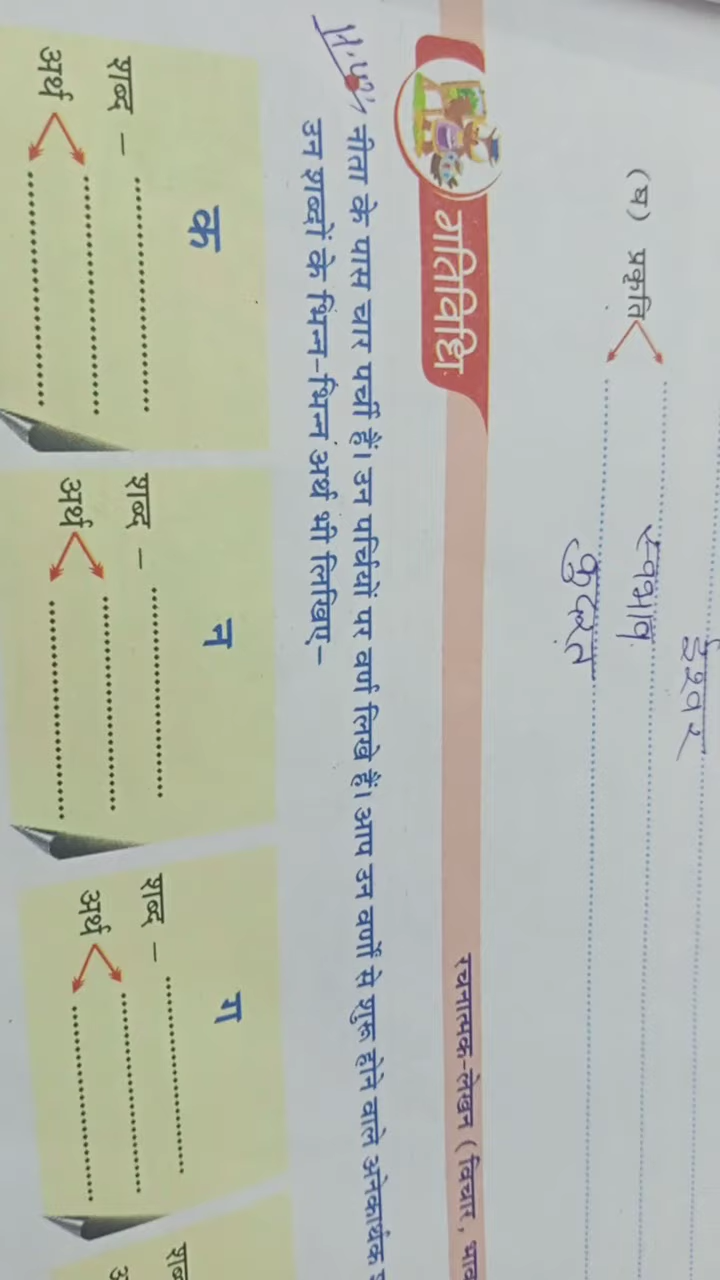 ईश्वर
(घ) प्रकृति
स्वभाव
कुदरत
गतिविधि
रचनात्मक-लेखन (विचार, भाव
H.W. नीता के पास चार पर्ची हैं। उन पर्चियों पर वर्ण लिखे हैं। आप उन वर्णों से शुरू होने वाले अनेकार्थक
उन शब्दों के भिन्न-भिन्न अर्थ भी लिखिए–
क
शब्द –
अर्थ
न
शब्द –
अर्थ
ग
शब्द –
अर्थ